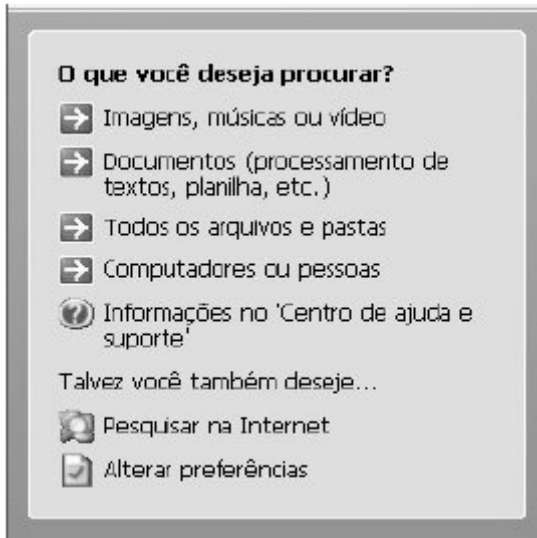 O que você deseja procurar?
Imagens, músicas ou vídeo
Documentos (processamento de
textos, planilha, etc.)
Todos os arquivos e pastas
Computadores ou pessoas
Informações no 'Centro de ajuda e
suporte'
Talvez você também deseje...
Pesquisar na Internet
Alterar preferências